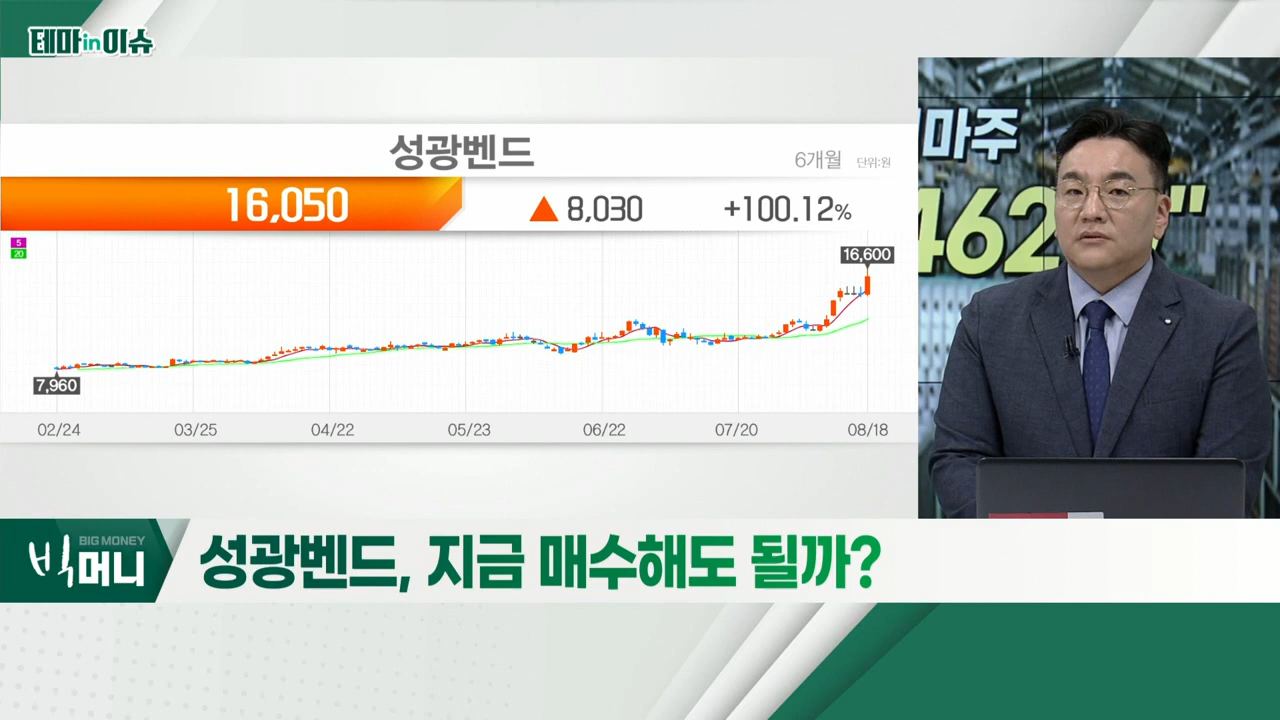 테마in이슈
성광벤드
6개월 단위:원
16,050 ▲ 8,030 +100.12%
5
20
16,600
7,960
02/24 03/25 04/22 05/23 06/22 07/20 08/18
마주
462
"
BIG MONEY
빅머니
성광벤드, 지금 매수해도 될까?